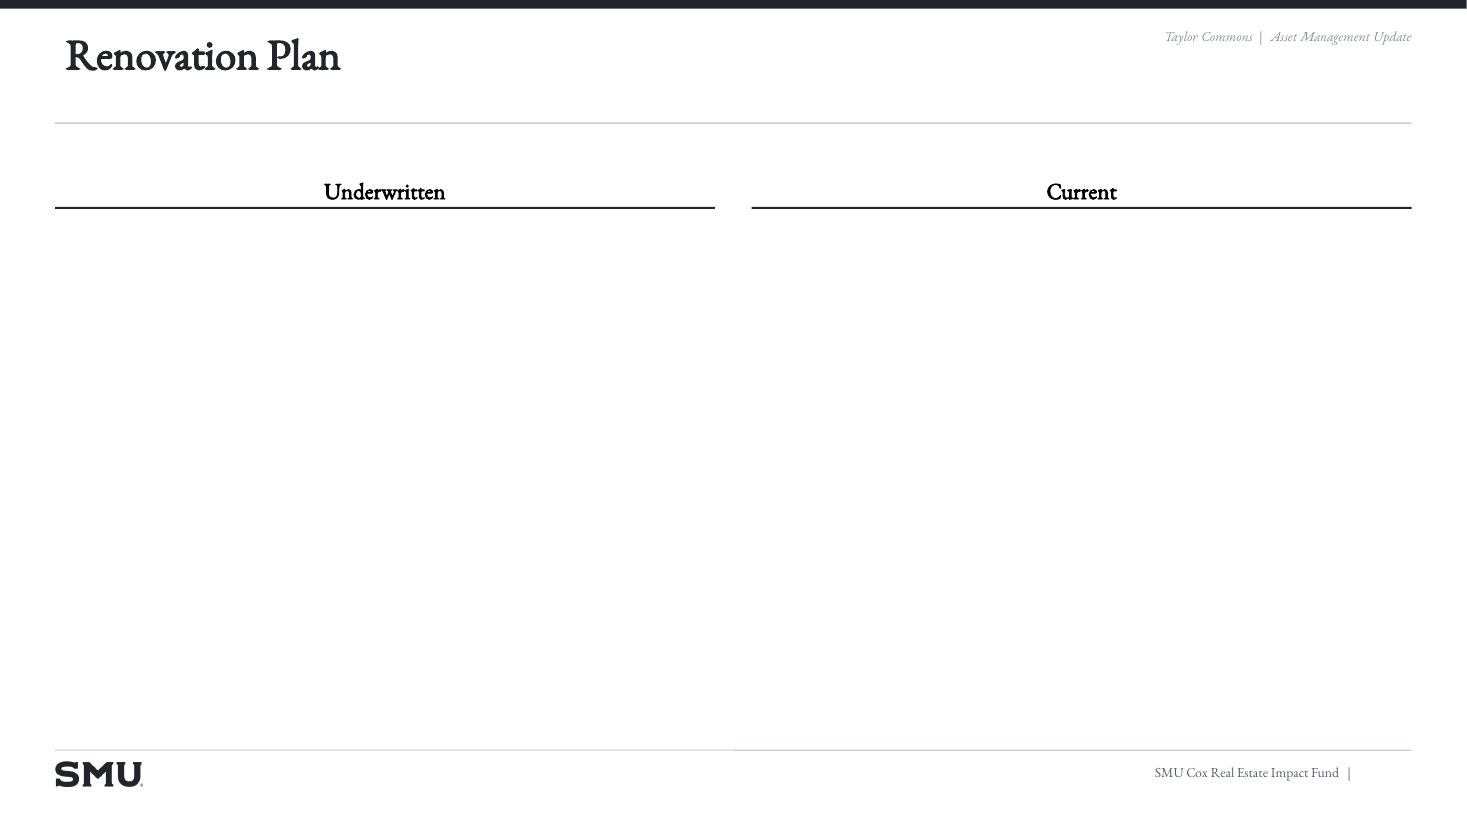 Renovation Plan
Taylor Commons | Asset Management Update
Underwritten
Current
SMU
SMU Cox Real Estate Impact Fund |